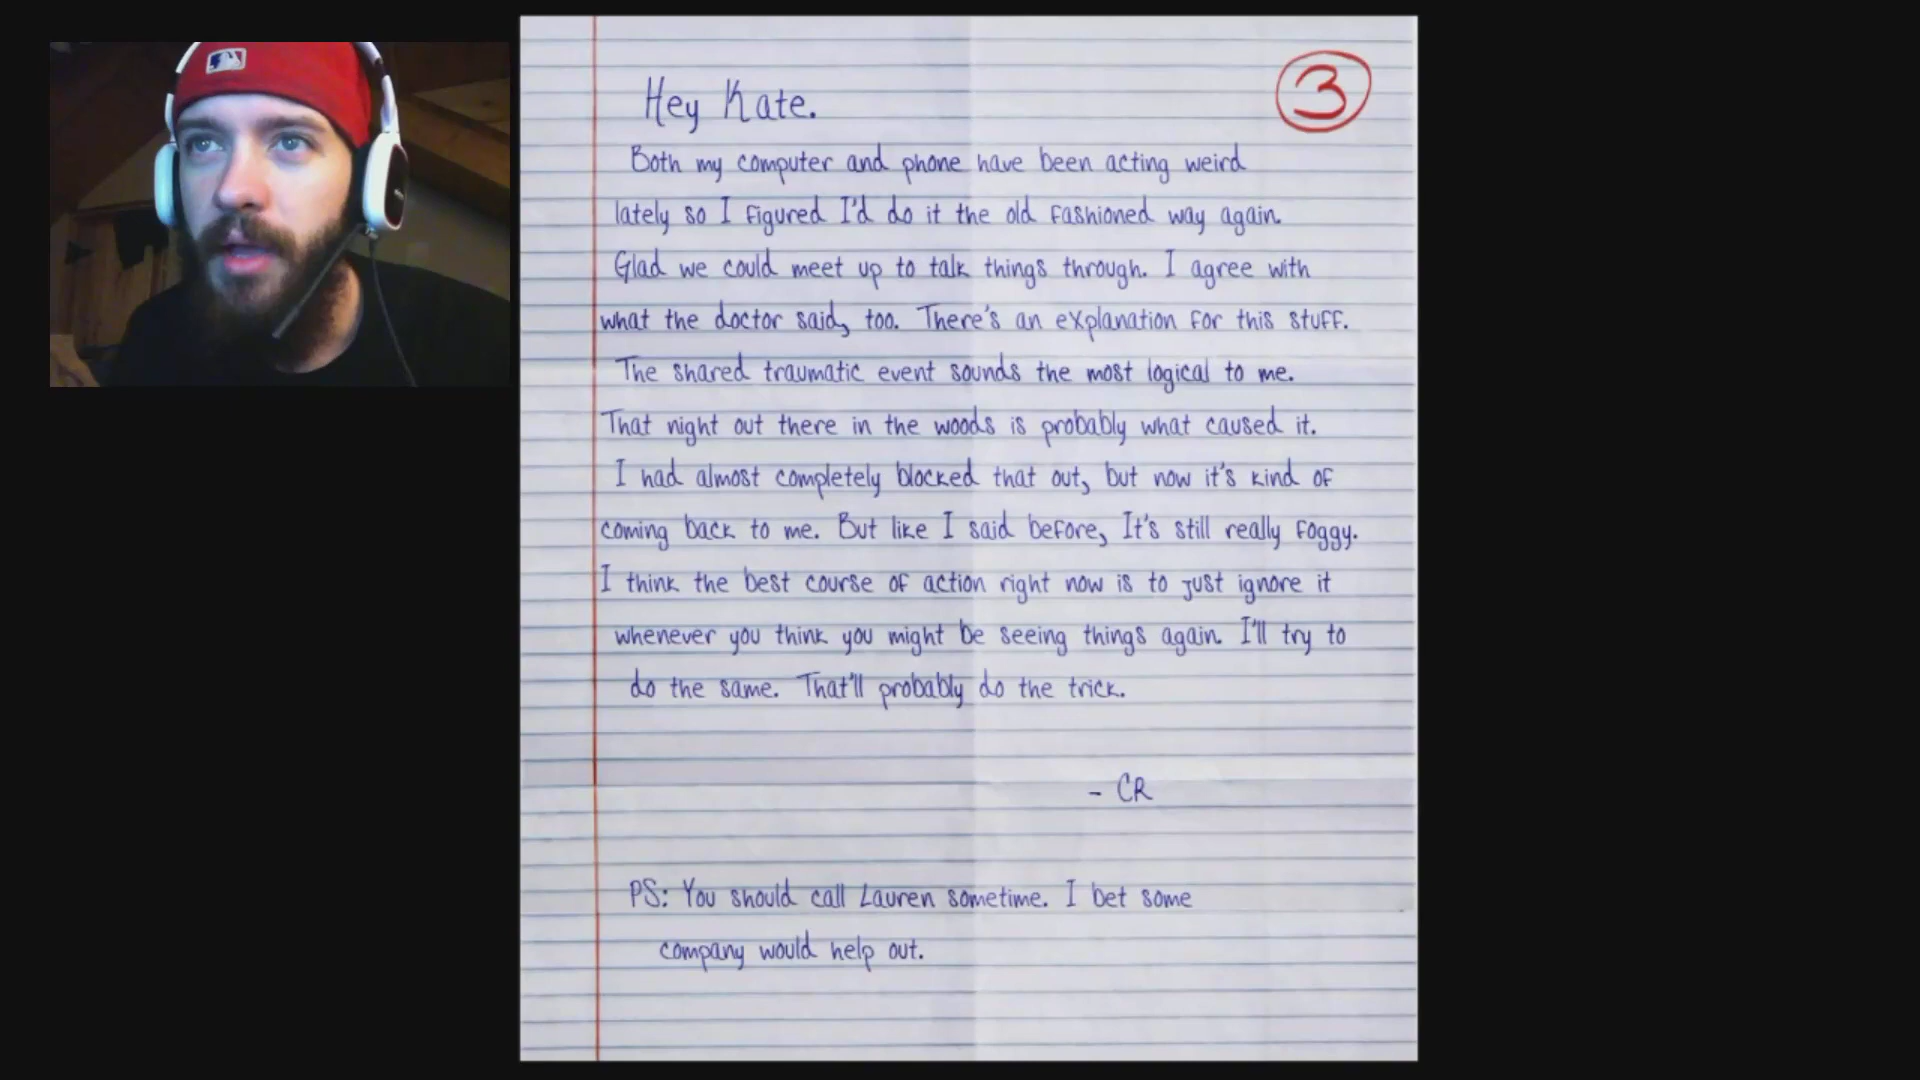 3
Hey Kate.
Both my computer and phone have been acting weird
lately so I figured I'd do it the old fashioned way again.
Glad we could meet up to talk things through. I agree with
what the doctor said, too. There's an explanation for this stuff.
The shared traumatic event sounds the most logical to me.
That night out there in the woods is probably what caused it.
I had almost completely blocked that out, but now it's kind of
coming back to me. But like I said before, It's still really foggy.
I think the best course of action right now is to just ignore it
whenever you think you might be seeing things again. I'll try to
do the same. That'll probably do the trick.
- CR
PS: You should call Lauren sometime. I bet some
company would help out.